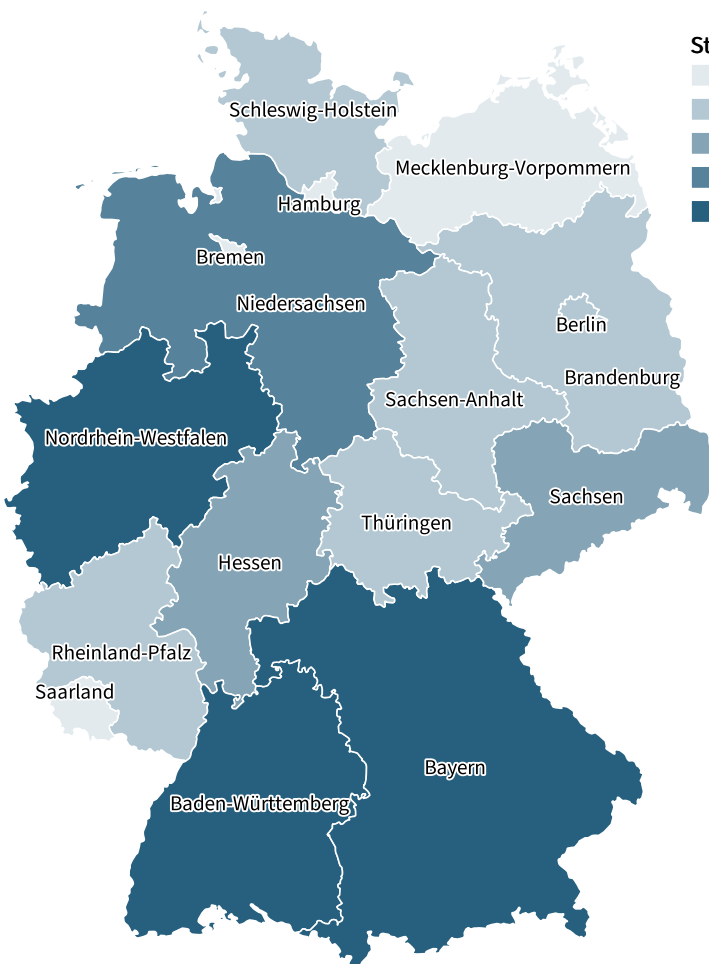 St
Schleswig-Holstein
Mecklenburg-Vorpommern
Hamburg
Bremen
Niedersachsen
Berlin
Brandenburg
Sachsen-Anhalt
Nordrhein-Westfalen
Sachsen
Thüringen
Hessen
Rheinland-Pfalz
Saarland
Bayern
Baden-Württemberg